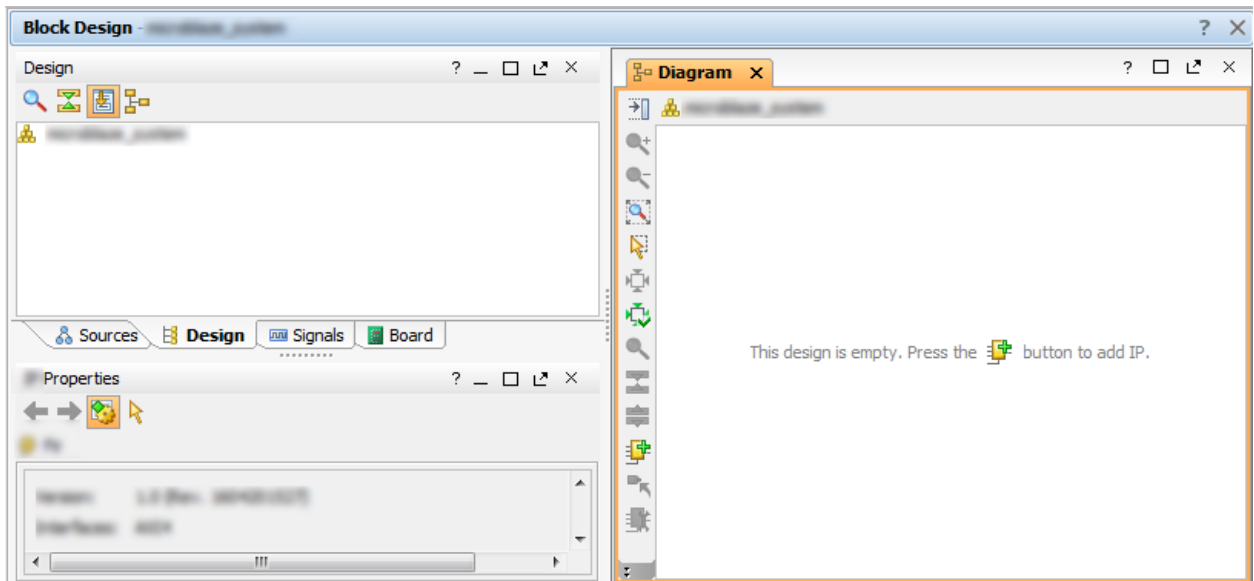 Block Design -
Design
Sources Design Signals Board
Properties
Diagram
This design is empty. Press the button to add IP.